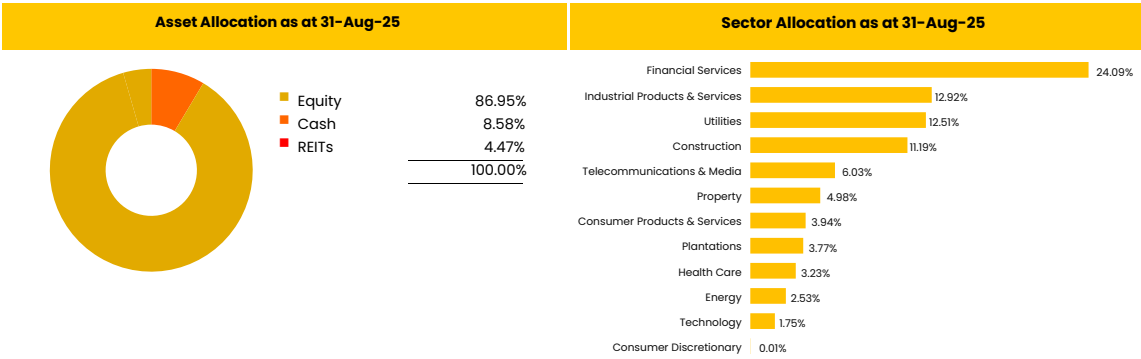 Asset Allocation as at 31-Aug-25
Equity 86.95%
Cash 8.58%
REITs 4.47%
100.00%
Sector Allocation as at 31-Aug-25
Financial Services 24.09%
Industrial Products & Services 12.92%
Utilities 12.51%
Construction 11.19%
Telecommunications & Media 6.03%
Property 4.98%
Consumer Products & Services 3.94%
Plantations 3.77%
Health Care 3.23%
Energy 2.53%
Technology 1.75%
Consumer Discretionary 0.01%